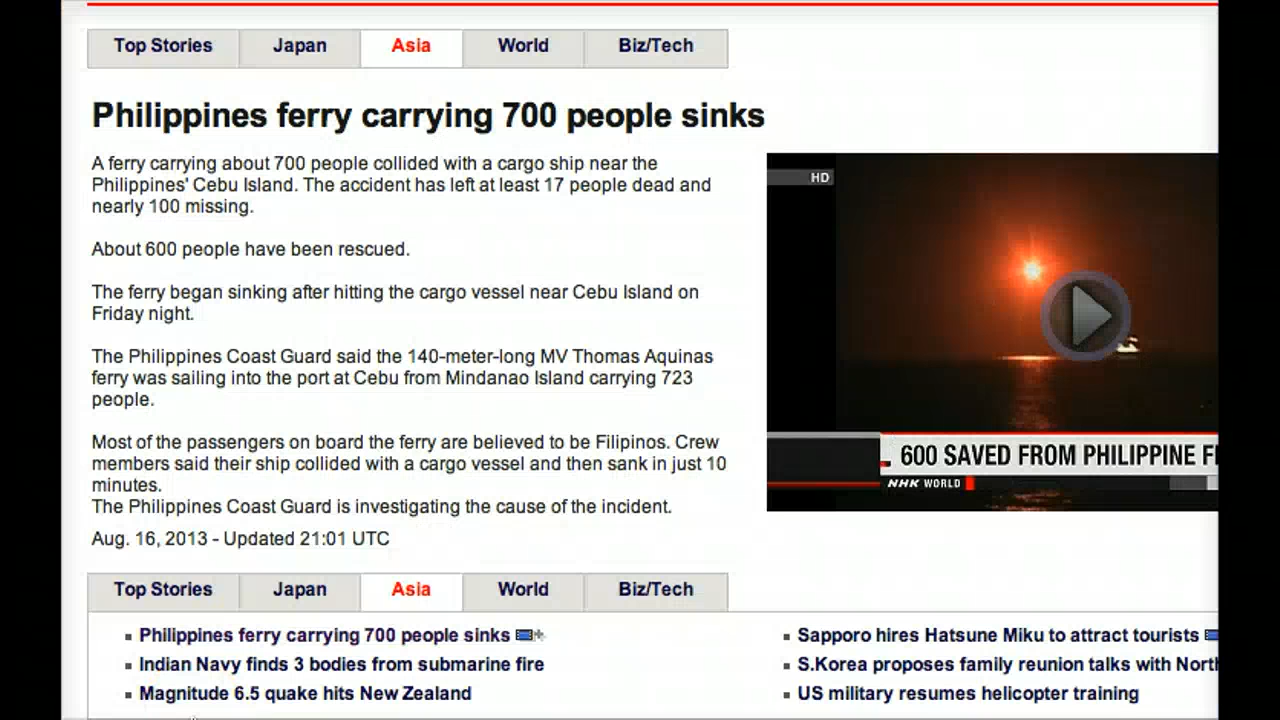 Top Stories Japan Asia World Biz/Tech
Philippines ferry carrying 700 people sinks
A ferry carrying about 700 people collided with a cargo ship near the
Philippines' Cebu Island. The accident has left at least 17 people dead and
nearly 100 missing.
About 600 people have been rescued.
The ferry began sinking after hitting the cargo vessel near Cebu Island on
Friday night.
The Philippines Coast Guard said the 140-meter-long MV Thomas Aquinas
ferry was sailing into the port at Cebu from Mindanao Island carrying 723
people.
Most of the passengers on board the ferry are believed to be Filipinos. Crew
members said their ship collided with a cargo vessel and then sank in just 10
minutes.
The Philippines Coast Guard is investigating the cause of the incident.
Aug. 16, 2013 - Updated 21:01 UTC
HD
600 SAVED FROM PHILIPPINE
NHK WORLD
Top Stories Japan Asia World Biz/Tech
Philippines ferry carrying 700 people sinks
Indian Navy finds 3 bodies from submarine fire
Magnitude 6.5 quake hits New Zealand
Sapporo hires Hatsune Miku to attract tourists
S.Korea proposes family reunion talks with North
US military resumes helicopter training